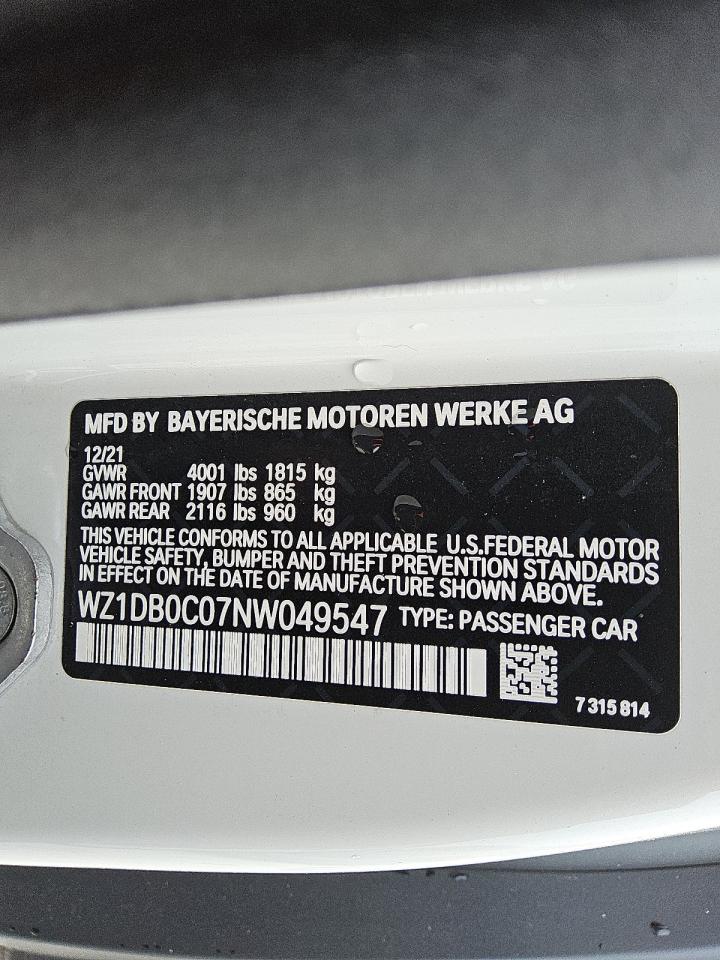 MFD BY BAYERISCHE MOTOREN WERKE AG
12/21
GVWR 4001 lbs 1815 kg
GAWR FRONT 1907 lbs 865 kg
GAWR REAR 2116 lbs 960 kg
THIS VEHICLE CONFORMS TO ALL APPLICABLE U.S.FEDERAL MOTOR
VEHICLE SAFETY, BUMPER AND THEFT PREVENTION STANDARDS
IN EFFECT ON THE DATE OF MANUFACTURE SHOWN ABOVE.
WZ1DB0C07NW049547 TYPE: PASSENGER CAR
7 315 814